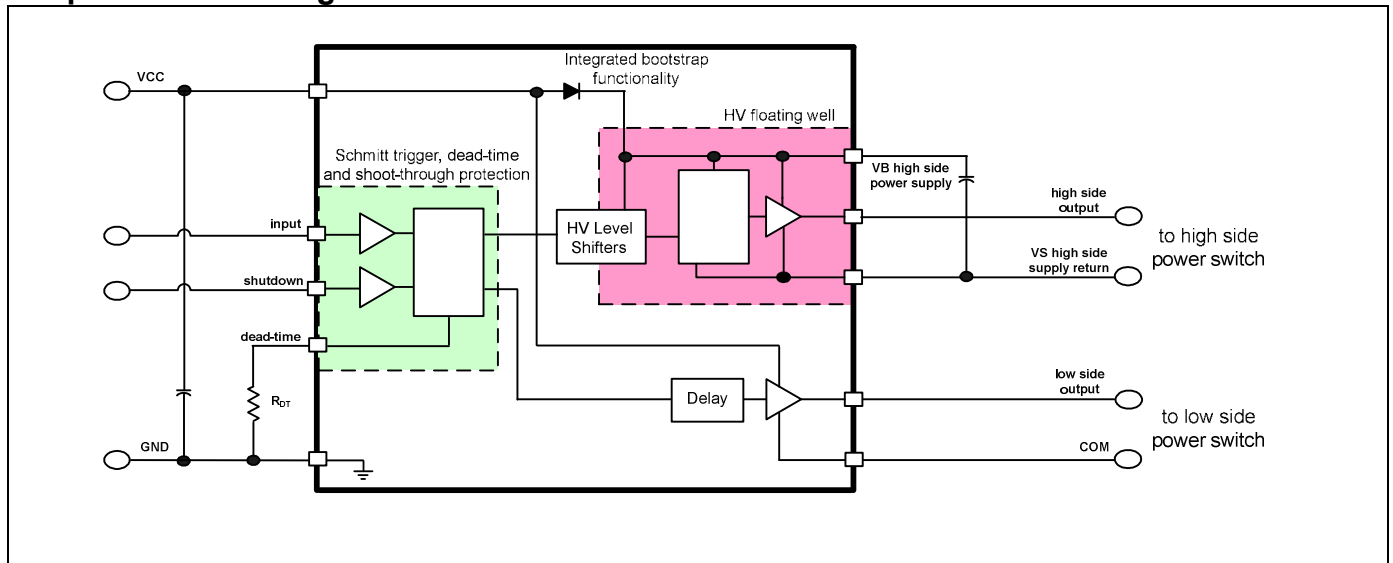 Integrated bootstrap
functionality
VCC
HV floating well
Schmitt trigger, dead-time
and shoot-through protection
VB high side
power supply
high side
output
input
HV Level
Shifters
to high side
power switch
VS high side
supply return
shutdown
dead-time
low side
output
RDT
Delay
to low side
power switch
GND
COM